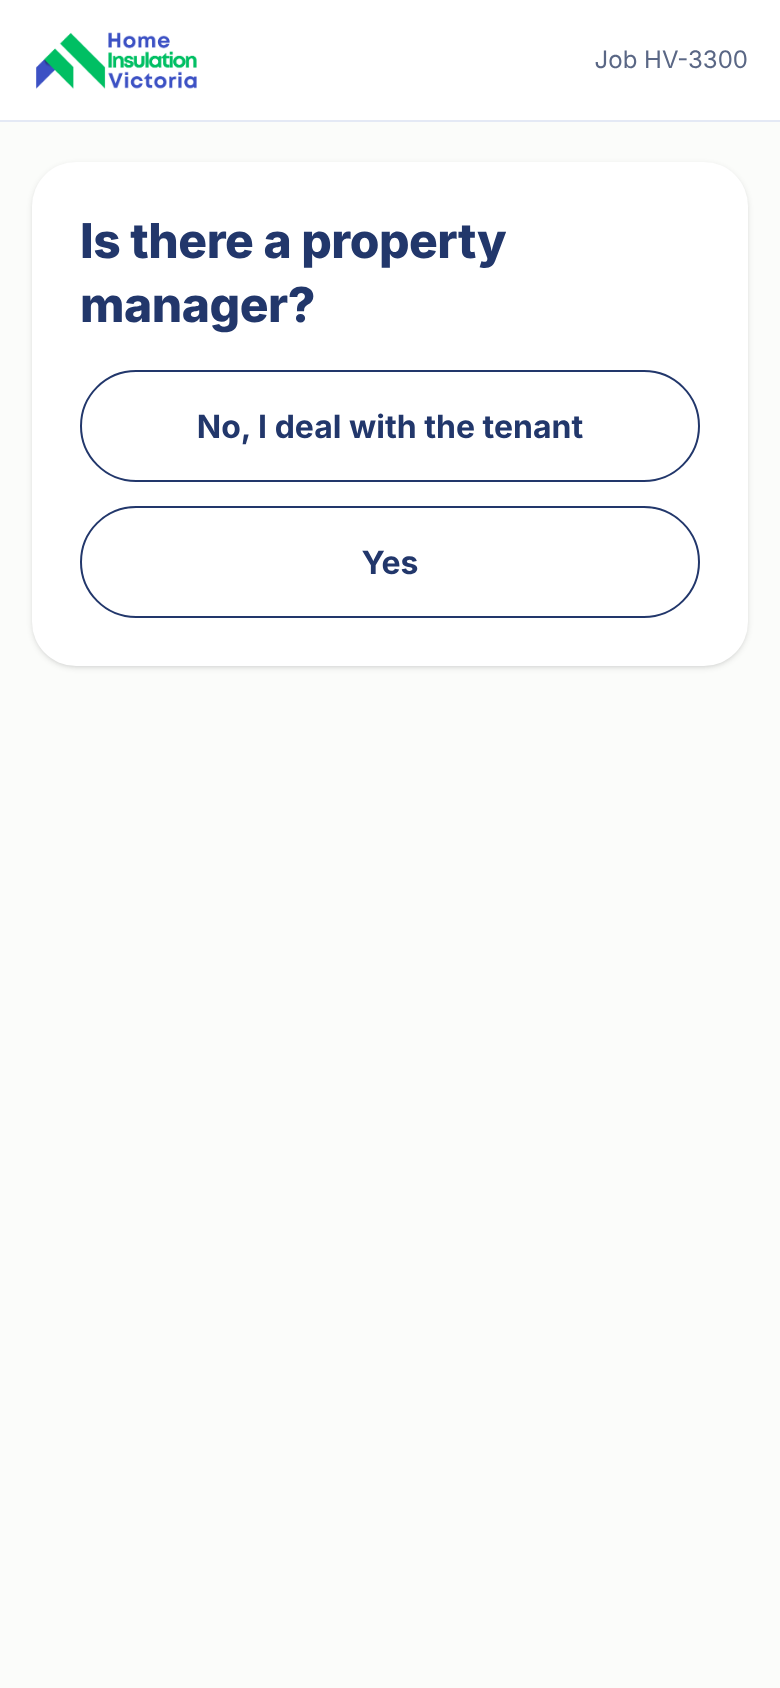 Home
Insulation
Victoria
Job HV-3300
Is there a property
manager?
No, I deal with the tenant
Yes